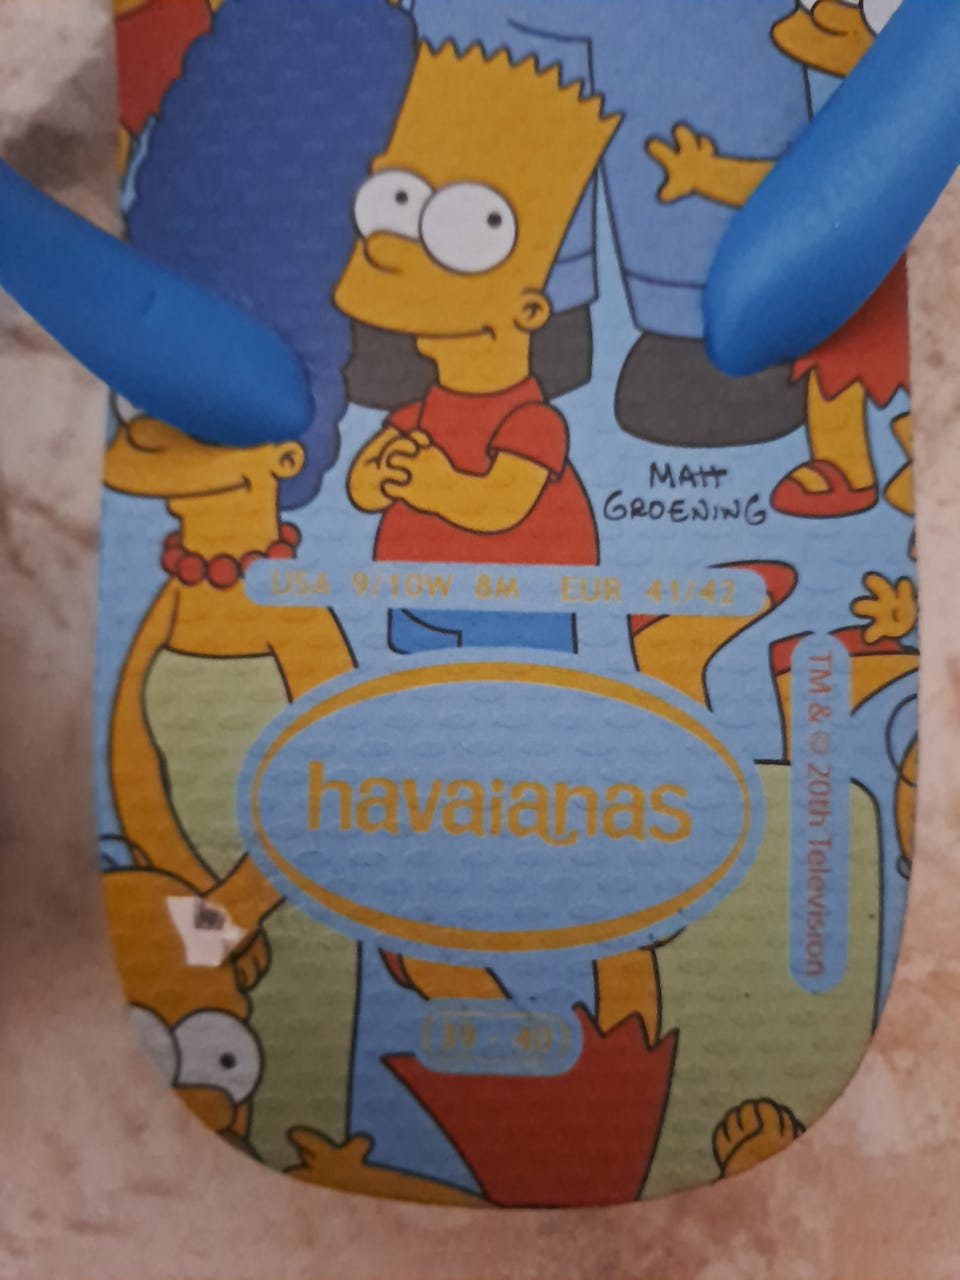 MATT
GROENING
USA 9/10W 8M EUR 41/42
TM & © 20th Television
havaianas
39 - 40